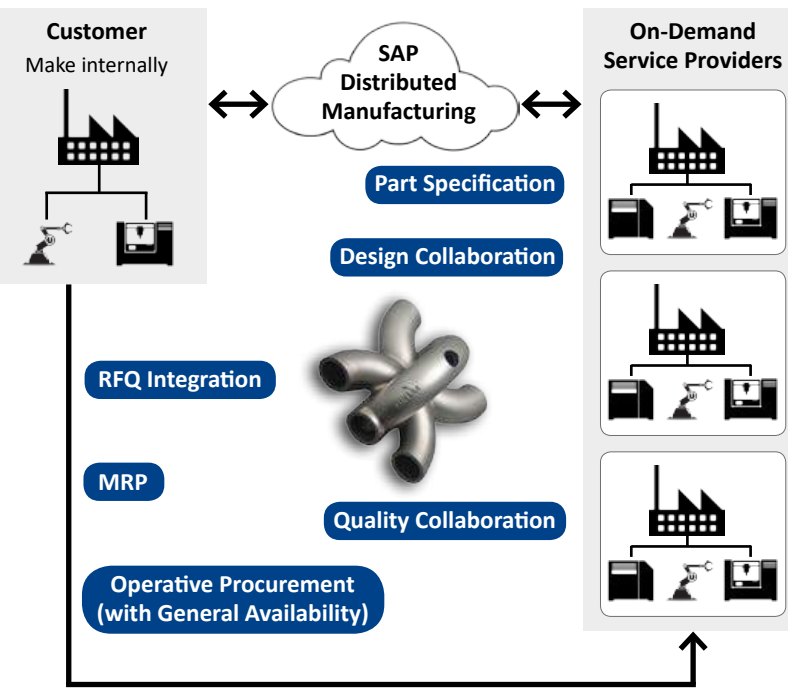 Customer
Make internally
SAP
Distributed
Manufacturing
On-Demand
Service Providers
Part Specification
Design Collaboration
RFQ Integration
MRP
Quality Collaboration
Operative Procurement
(with General Availability)